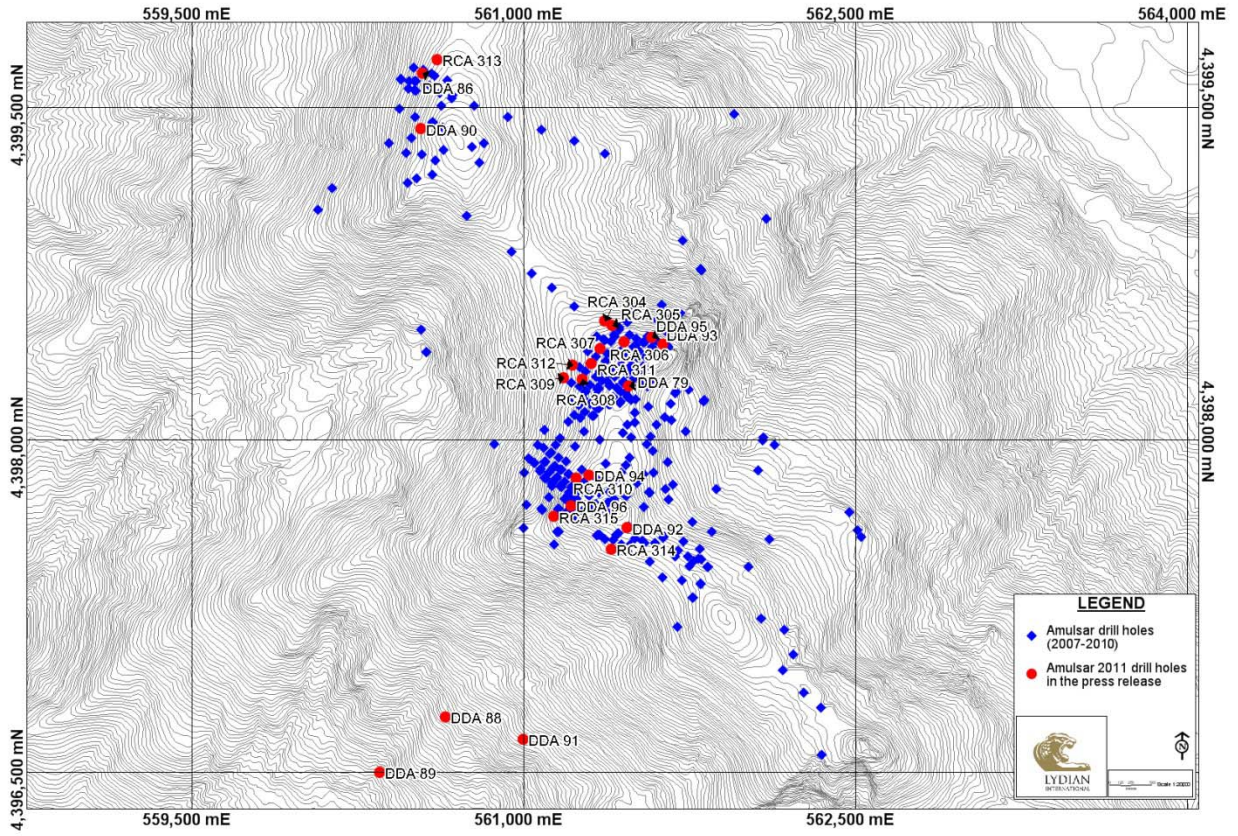 559,500 mE 561,000 mE 562,500 mE 564,000 mE
RCA 313
DDA 86
4,399,500 mN
4,399,500 mN
DDA 90
RCA 304
RCA 305
DDA 95
DDA 93
RCA 307
RCA 306
RCA 312
RCA 311
RCA 309
DDA 79
RCA 308
4,398,000 mN
4,398,000 mN
DDA 94
RCA 310
DDA 96
RCA 315
DDA 92
RCA 314
LEGEND
Amulsar drill holes
(2007-2010)
Amulsar 2011 drill holes
in the press release
DDA 88
DDA 91
DDA 89
4,396,500 mN
4,396,500 mN
N
LYDIAN
INTERNATIONAL
559,500 mE 561,000 mE 562,500 mE